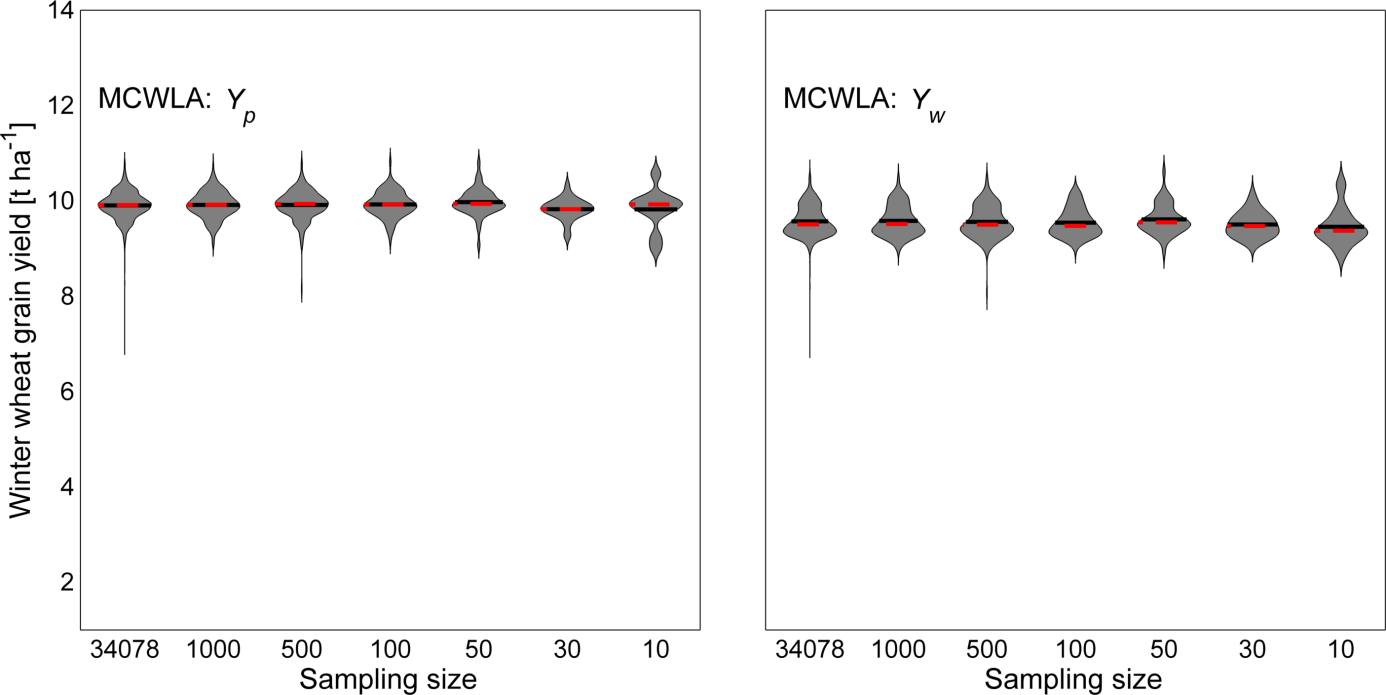 Winter wheat grain yield [t ha⁻¹]
14
12
10
8
6
4
2
MCWLA: Yₚ
34078 1000 500 100 50 30 10
Sampling size
MCWLA: Y_w
34078 1000 500 100 50 30 10
Sampling size